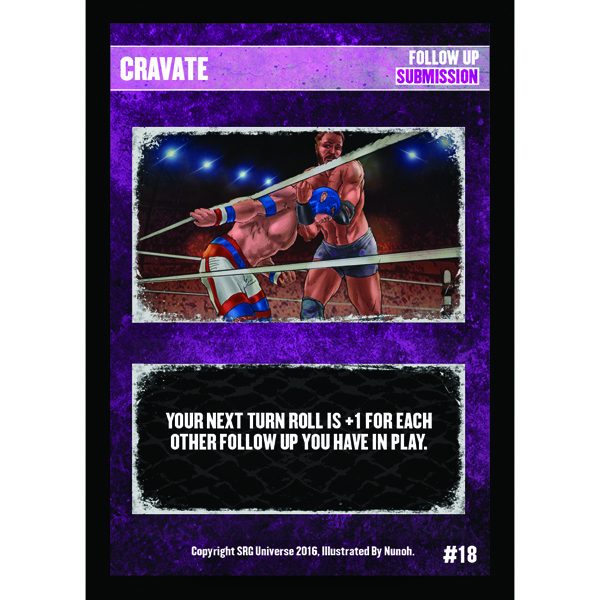 CRAVATE
FOLLOW UP
SUBMISSION
YOUR NEXT TURN ROLL IS +1 FOR EACH
OTHER FOLLOW UP YOU HAVE IN PLAY.
Copyright SRG Universe 2016, Illustrated By Nunoh.
#18